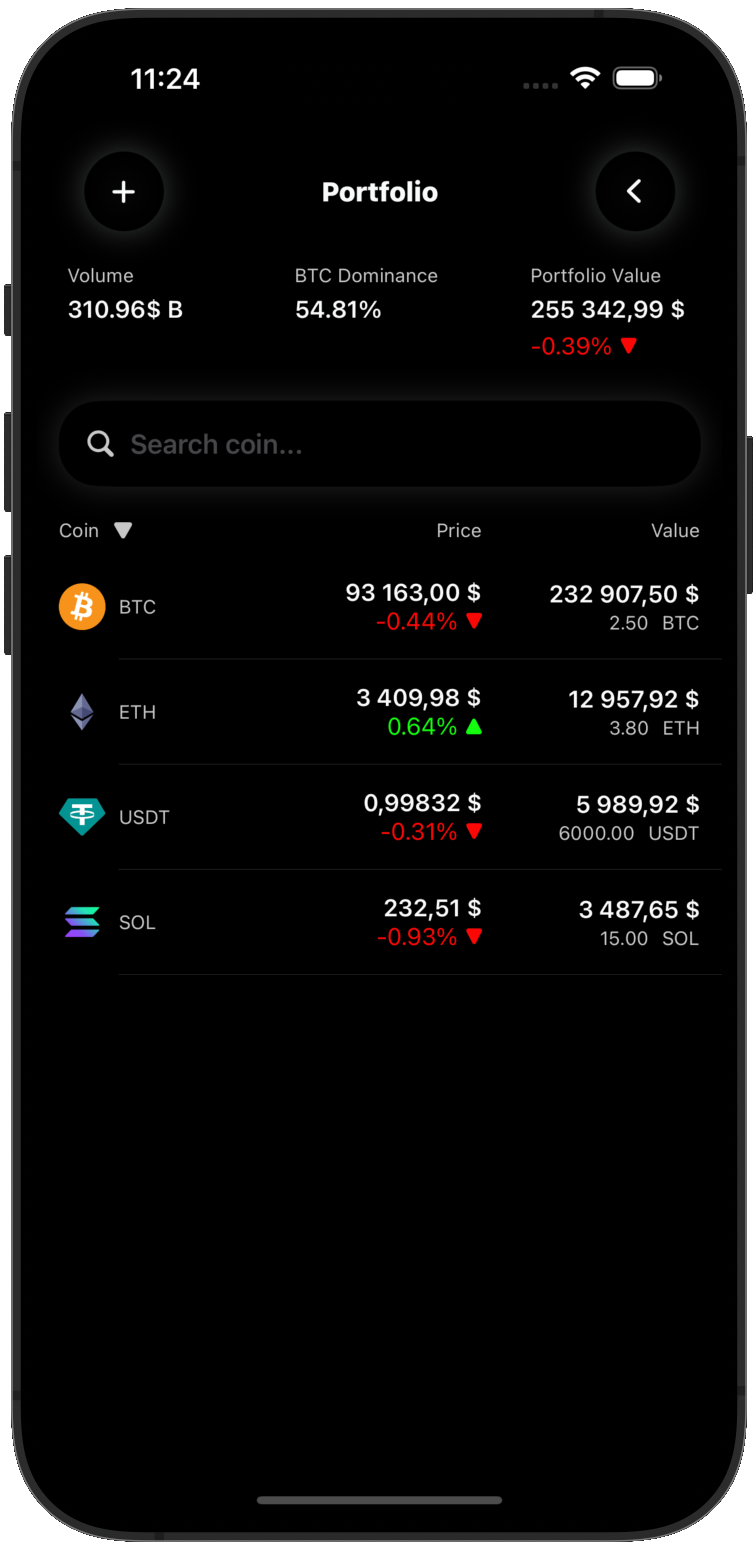 11:24
Portfolio
Volume BTC Dominance Portfolio Value
310.96$ B 54.81% 255 342,99 $
-0.39%
Search coin...
Coin Price Value
BTC 93 163,00 $ 232 907,50 $
-0.44% 2.50 BTC
ETH 3 409,98 $ 12 957,92 $
0.64% 3.80 ETH
USDT 0,99832 $ 5 989,92 $
-0.31% 6000.00 USDT
SOL 232,51 $ 3 487,65 $
-0.93% 15.00 SOL